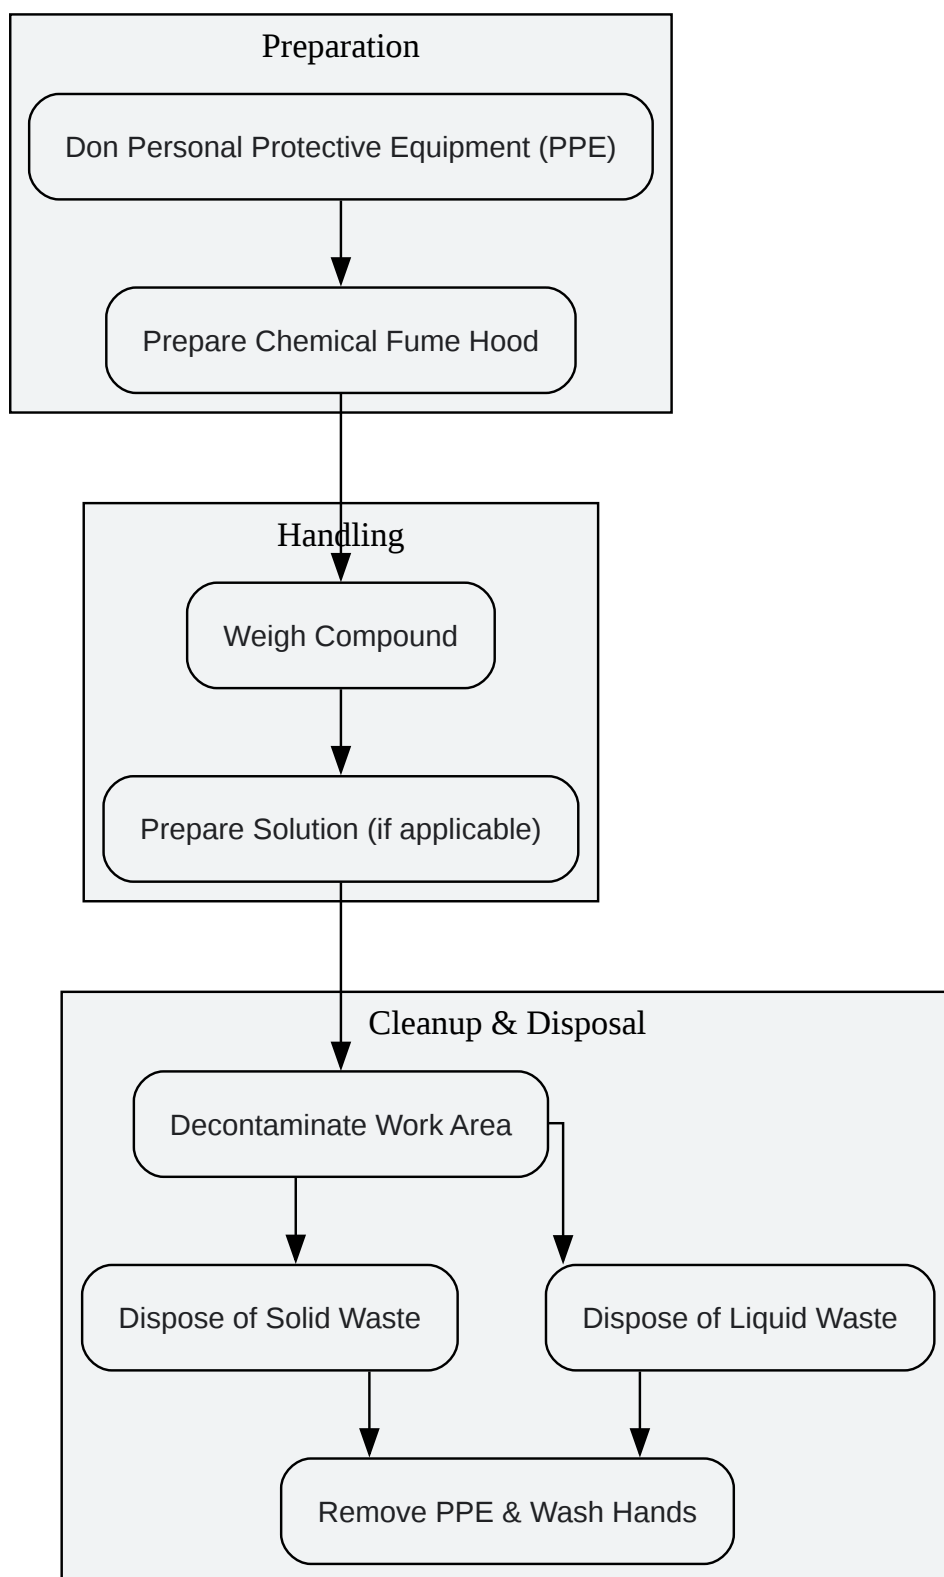 Preparation
Don Personal Protective Equipment (PPE)
Prepare Chemical Fume Hood
Handling
Weigh Compound
Prepare Solution (if applicable)
Cleanup & Disposal
Decontaminate Work Area
Dispose of Solid Waste
Dispose of Liquid Waste
Remove PPE & Wash Hands